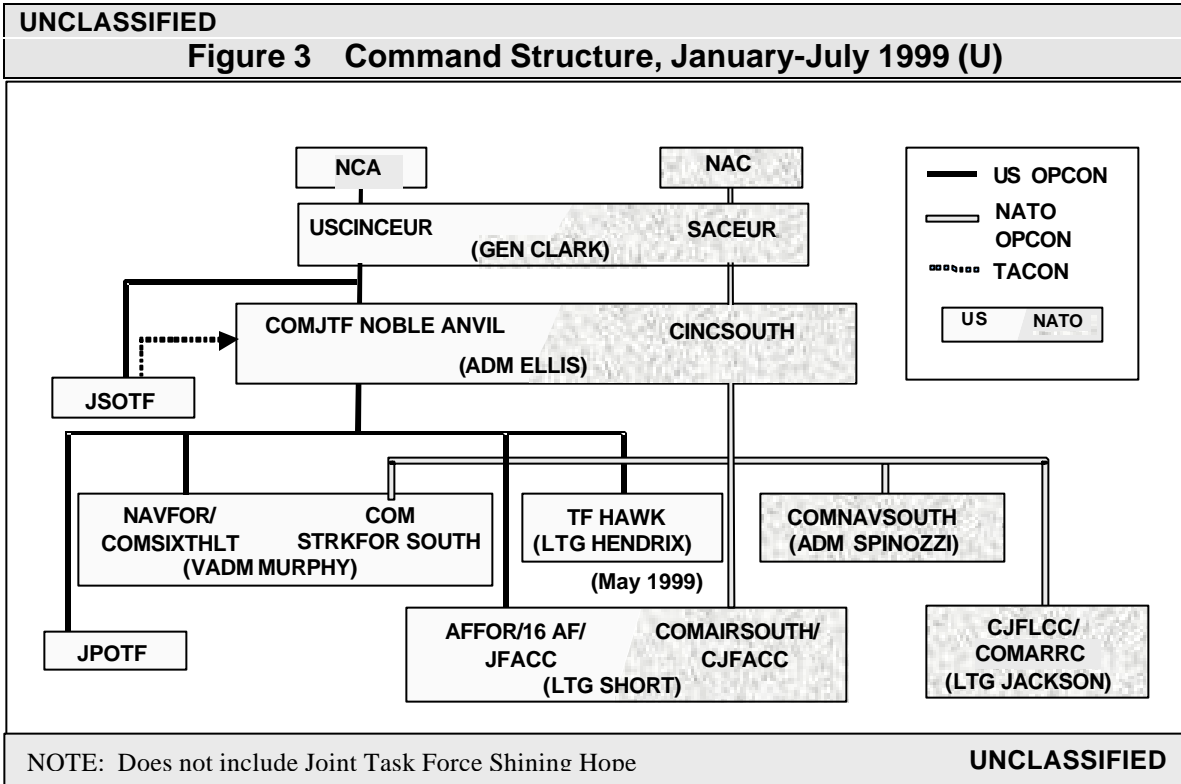 UNCLASSIFIED
Figure 3 Command Structure, January-July 1999 (U)
NCA
NAC
USCINCEUR
SACEUR
(GEN CLARK)
COMJTF NOBLE ANVIL
CINCSOUTH
(ADM ELLIS)
US OPCON
NATO
OPCON
TACON
US
NATO
JSOTF
NAVFOR/
COMSIXTHLT
COM
STRKFOR SOUTH
(VADM MURPHY)
TF HAWK
(LTG HENDRIX)
(May 1999)
COMNAVSOUTH
(ADM SPINOZZI)
JPOTF
AFFOR/16 AF/
JFACC
COMAIRSOUTH/
CJFACC
(LTG SHORT)
CJFLCC/
COMARRC
(LTG JACKSON)
NOTE: Does not include Joint Task Force Shining Hope
UNCLASSIFIED